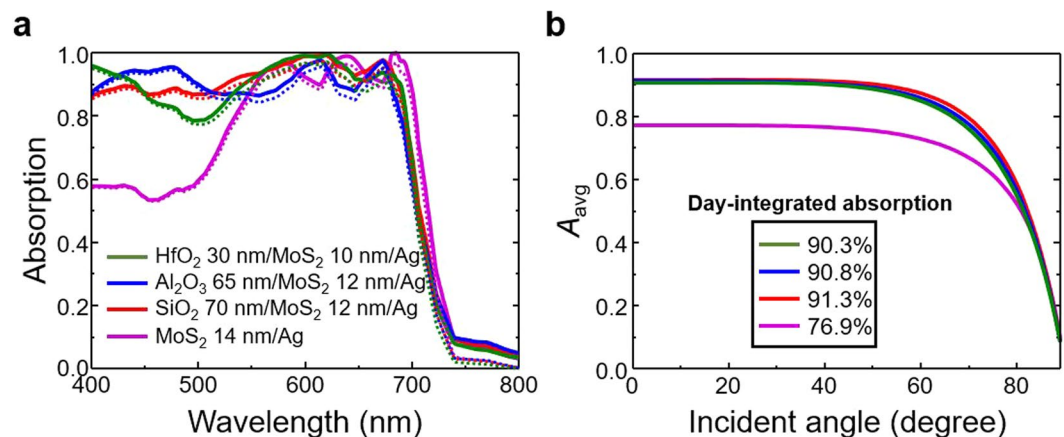 a
1.0
0.8
0.6
0.4
0.2
0.0
Absorption
HfO₂ 30 nm/MoS₂ 10 nm/Ag
Al₂O₃ 65 nm/MoS₂ 12 nm/Ag
SiO₂ 70 nm/MoS₂ 12 nm/Ag
MoS₂ 14 nm/Ag
400 500 600 700 800
Wavelength (nm)
b
1.0
0.8
0.6
0.4
0.2
0.0
Aavg
Day-integrated absorption
90.3%
90.8%
91.3%
76.9%
0 20 40 60 80
Incident angle (degree)